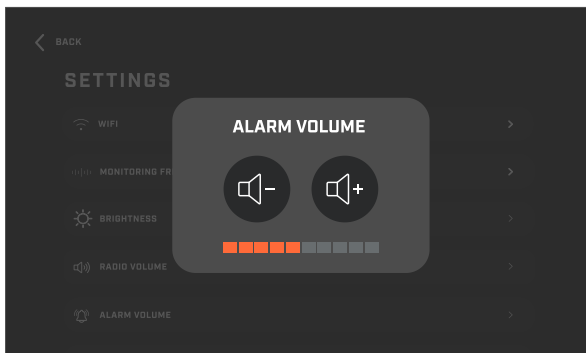 BACK
SETTINGS
WIFI
ALARM VOLUME
MONITORING FR
BRIGHTNESS
RADIO VOLUME
ALARM VOLUME